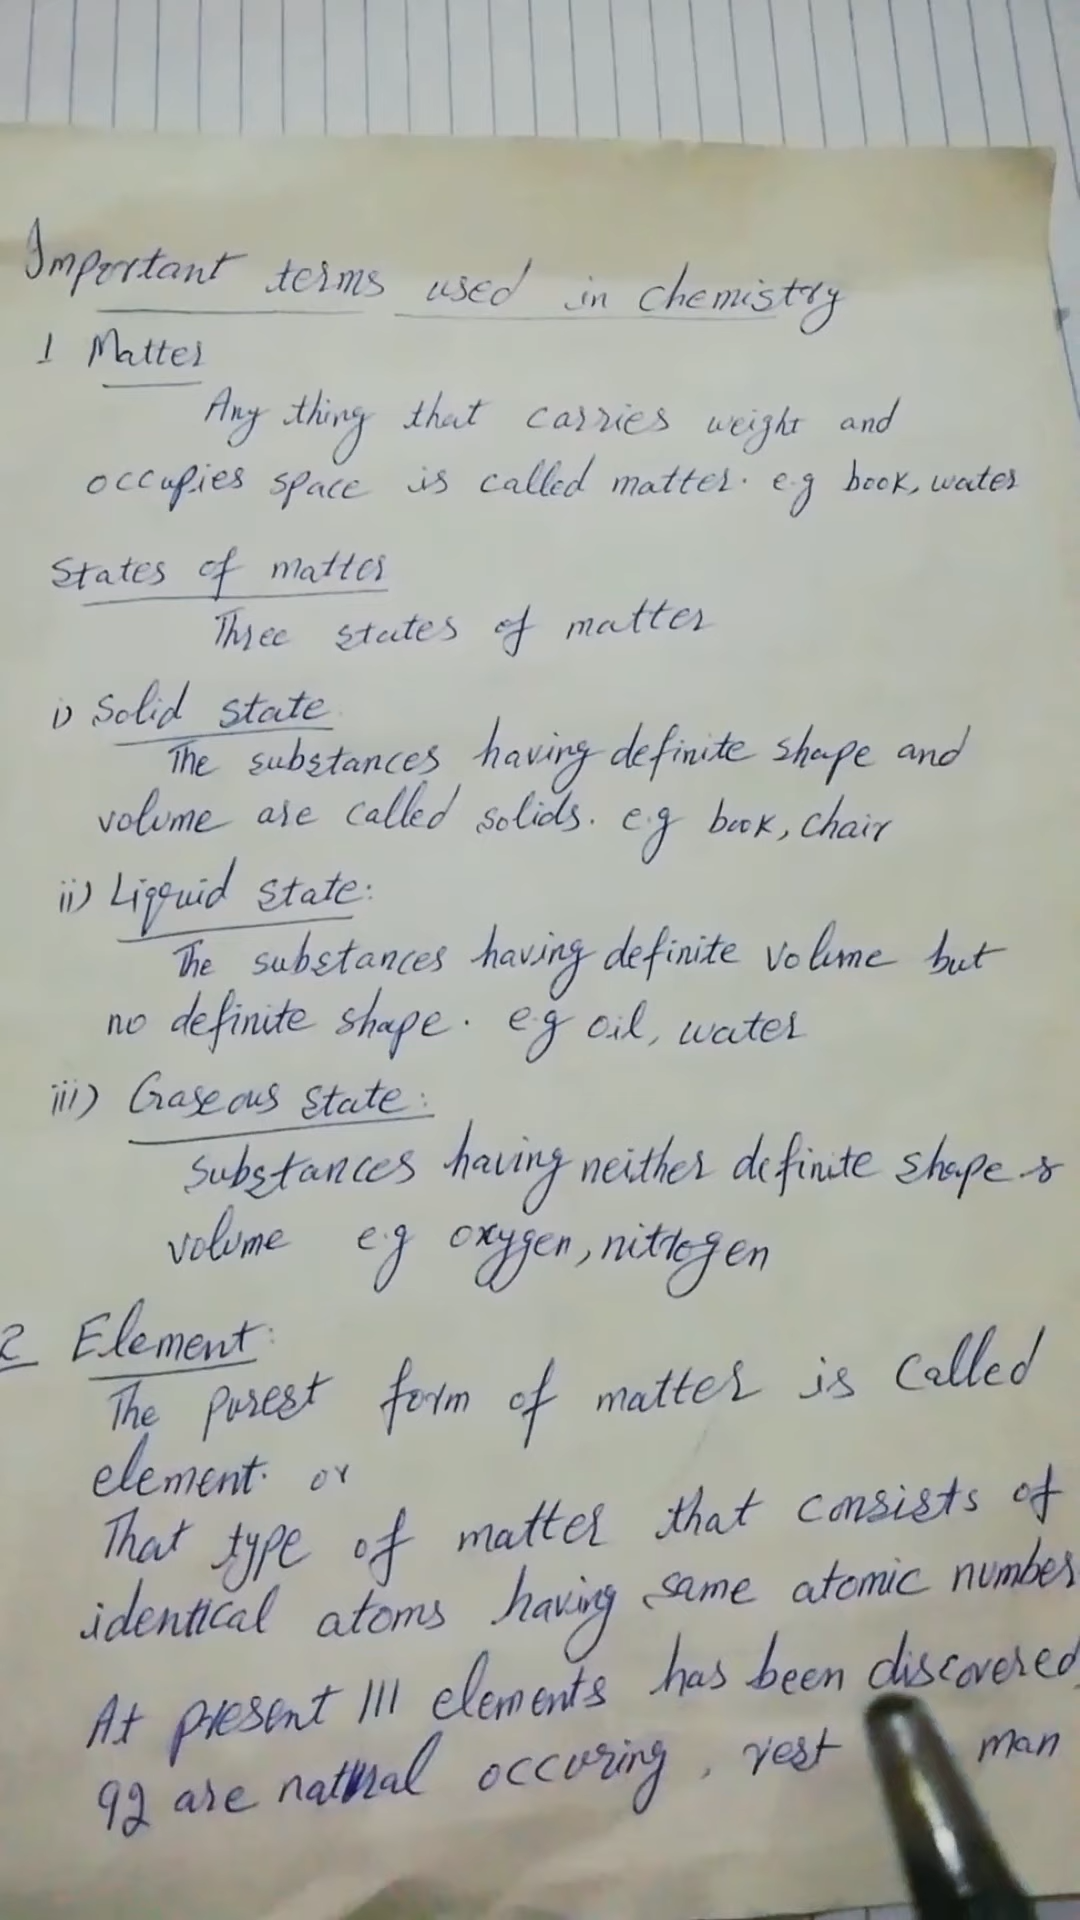 Important terms used in chemistry
1 Matter
Any thing that carries weight and
occupies space is called matter. e.g book, water
States of matter
Three states of matter
i) Solid state
The substances having definite shape and
volume are called solids. e.g book, chair
ii) Liquid state:
The substances having definite volume but
no definite shape. e.g oil, water
iii) Gaseous state:
Substances having neither definite shape &
volume e.g oxygen, nitrogen
2 Element:
The purest form of matter is called
element. or
That type of matter that consists of
identical atoms having same atomic number
At present 111 elements has been discovered,
92 are natural occuring, rest man